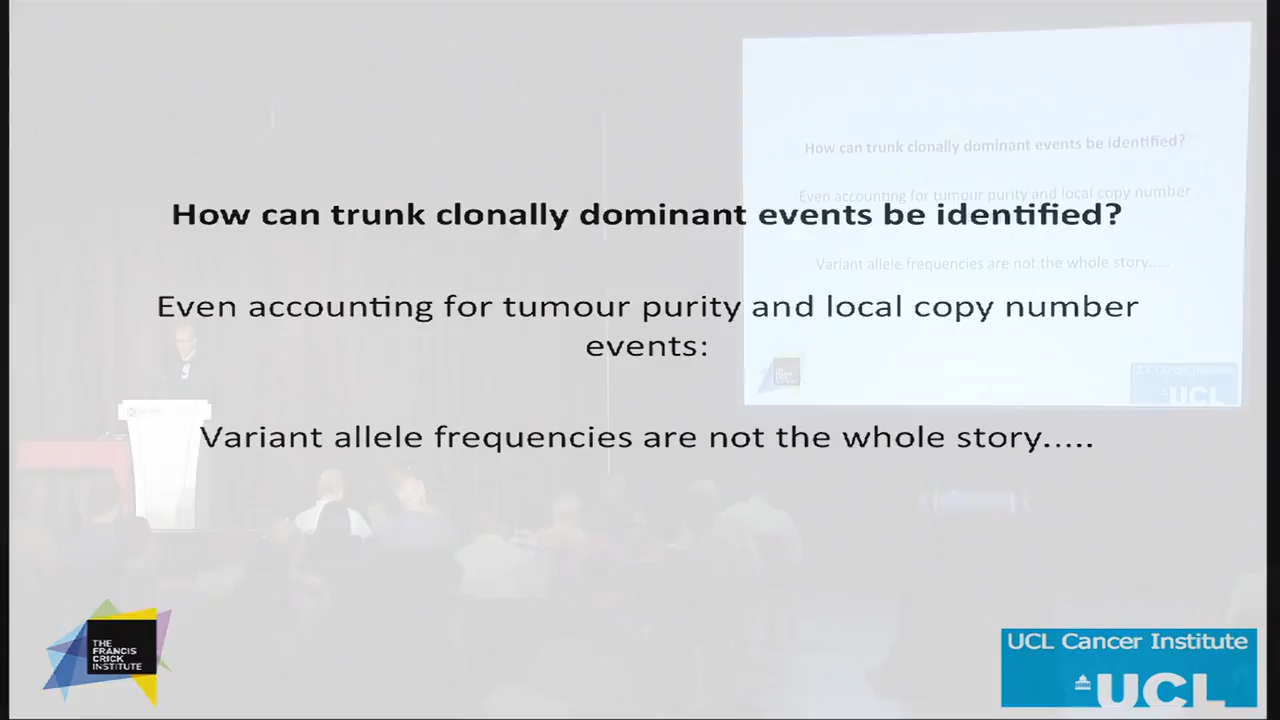 How can trunk clonally dominant events be identified?
Even accounting for tumour purity and local copy number
events:
Variant allele frequencies are not the whole story.....
How can trunk clonally dominant events be identified?
Even accounting for tumour purity and local copy number
Variant allele frequencies are not the whole story.....
UCL Cancer Institute
UCL
THE
FRANCIS
CRICK
INSTITUTE
UCL Cancer Institute
UCL